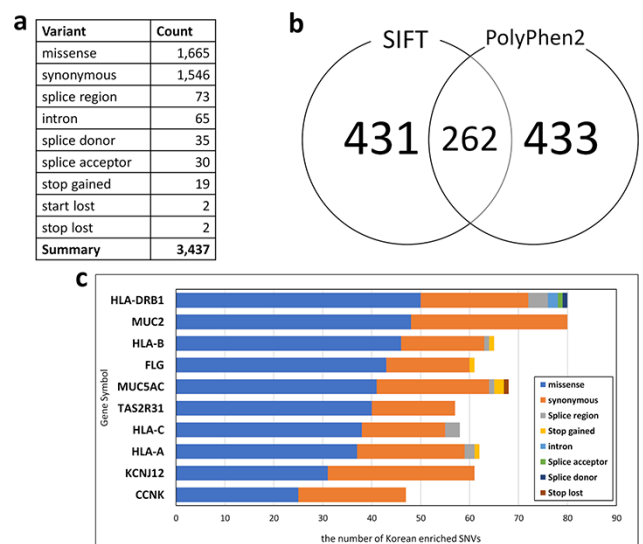 a
Variant Count
missense 1,665
synonymous 1,546
splice region 73
intron 65
splice donor 35
splice acceptor 30
stop gained 19
start lost 2
stop lost 2
Summary 3,437
b
SIFT PolyPhen2
431 262 433
c
Gene Symbol
HLA-DRB1
MUC2
HLA-B
FLG
MUC5AC
TAS2R31
HLA-C
HLA-A
KCNJ12
CCNK
missense
synonymous
Splice region
Stop gained
intron
Splice acceptor
Splice donor
Stop lost
0 10 20 30 40 50 60 70 80 90
the number of Korean enriched SNVs